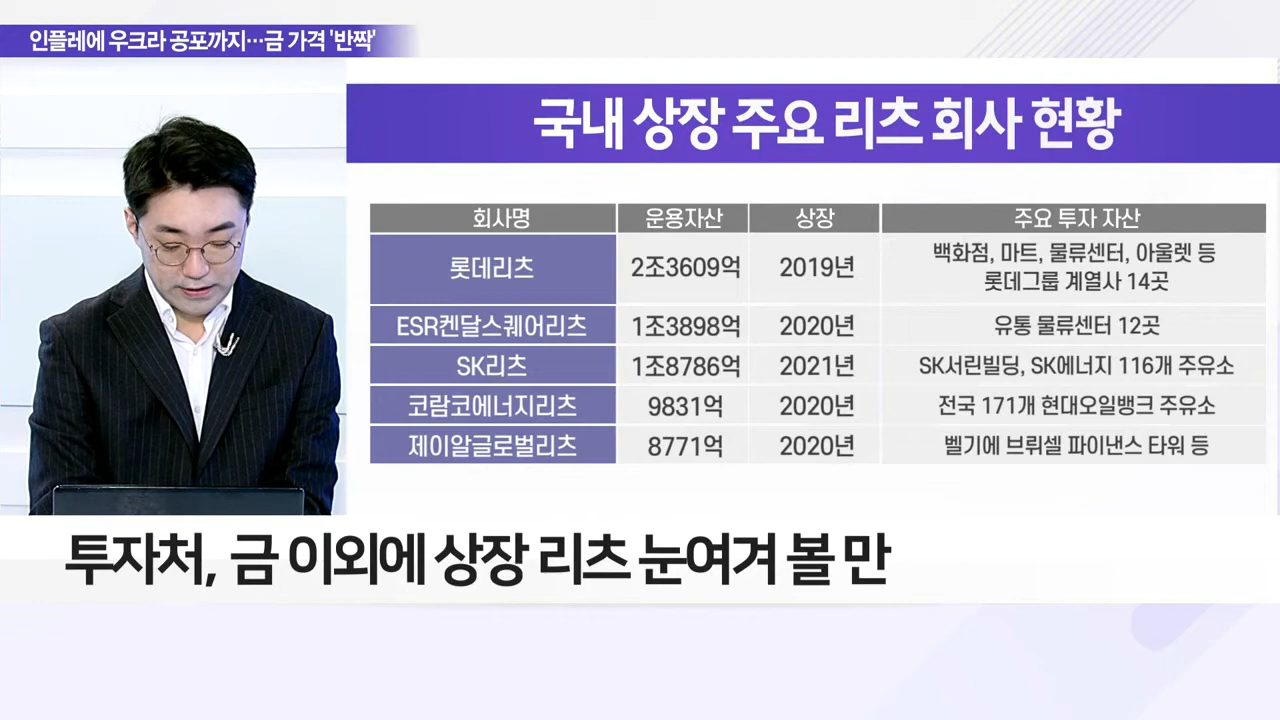 인플레에 우크라 공포까…금 가격 '반짝'
국내 상장 주요 리츠 회사 현황
회사명 운용자산 상장 주요 투자 자산
롯데리츠 2조3609억 2019년 백화점, 마트, 물류센터, 아울렛 등
롯데그룹 계열사 14곳
ESR켄달스퀘어리츠 1조3898억 2020년 유통 물류센터 12곳
SK리츠 1조8786억 2021년 SK서린빌딩, SK에너지 116개 주유소
코람코에너지리츠 9831억 2020년 전국 171개 현대오일뱅크 주유소
제이알글로벌리츠 8771억 2020년 벨기에 브뤼셀 파이낸스 타워 등
투자처, 금 이외에 상장 리츠 눈여겨 볼 만